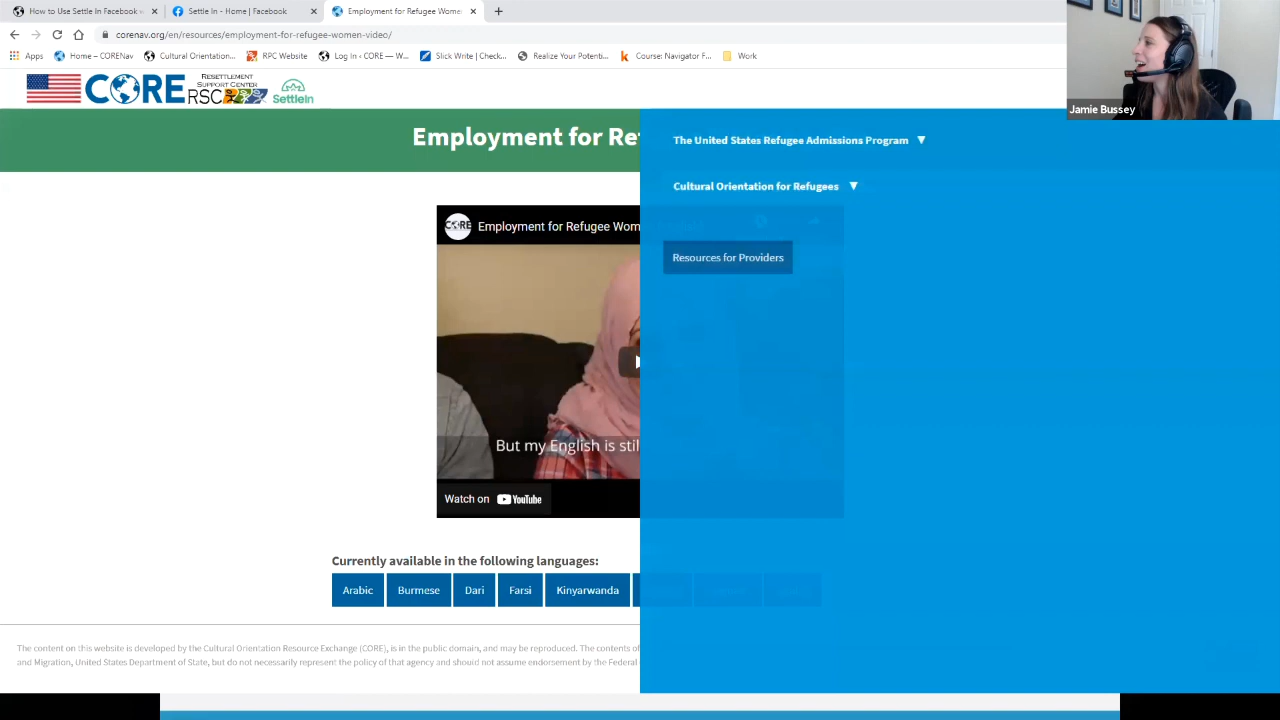 How to Use Settle In Facebook
Settle In - Home | Facebook
Employment for Refugee Wome
corenav.org/en/resources/employment-for-refugee-women-video/
Apps
Home – CORENav
Cultural Orientation...
RPC Website
Log In ‹ CORE — W...
Slick Write | Check...
Realize Your Potenti...
Course: Navigator F...
Work
CORE
RESETTLEMENT
SUPPORT CENTER
RSC
SettleIn
Jamie Bussey
Employment for Re
The United States Refugee Admissions Program ▼
Cultural Orientation for Refugees ▼
Resources for Providers
CORE
Employment for Refugee Wom
But my English is stil
Watch on YouTube
Currently available in the following languages:
Arabic
Burmese
Dari
Farsi
Kinyarwanda
The content on this website is developed by the Cultural Orientation Resource Exchange (CORE), is in the public domain, and may be reproduced. The contents of
and Migration, United States Department of State, but do not necessarily represent the policy of that agency and should not assume endorsement by the Federal